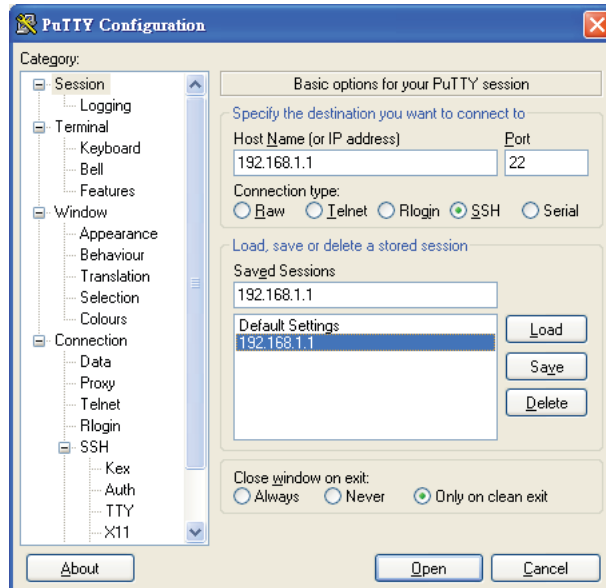 PuTTY Configuration
Category:
Session
Logging
Terminal
Keyboard
Bell
Features
Window
Appearance
Behaviour
Translation
Selection
Colours
Connection
Data
Proxy
Telnet
Rlogin
SSH
Kex
Auth
TTY
X11
Basic options for your PuTTY session
Specify the destination you want to connect to
Host Name (or IP address) Port
192.168.1.1 22
Connection type:
Raw Telnet Rlogin SSH Serial
Load, save or delete a stored session
Saved Sessions
192.168.1.1
Default Settings
192.168.1.1
Load
Save
Delete
Close window on exit:
Always Never Only on clean exit
About Open Cancel